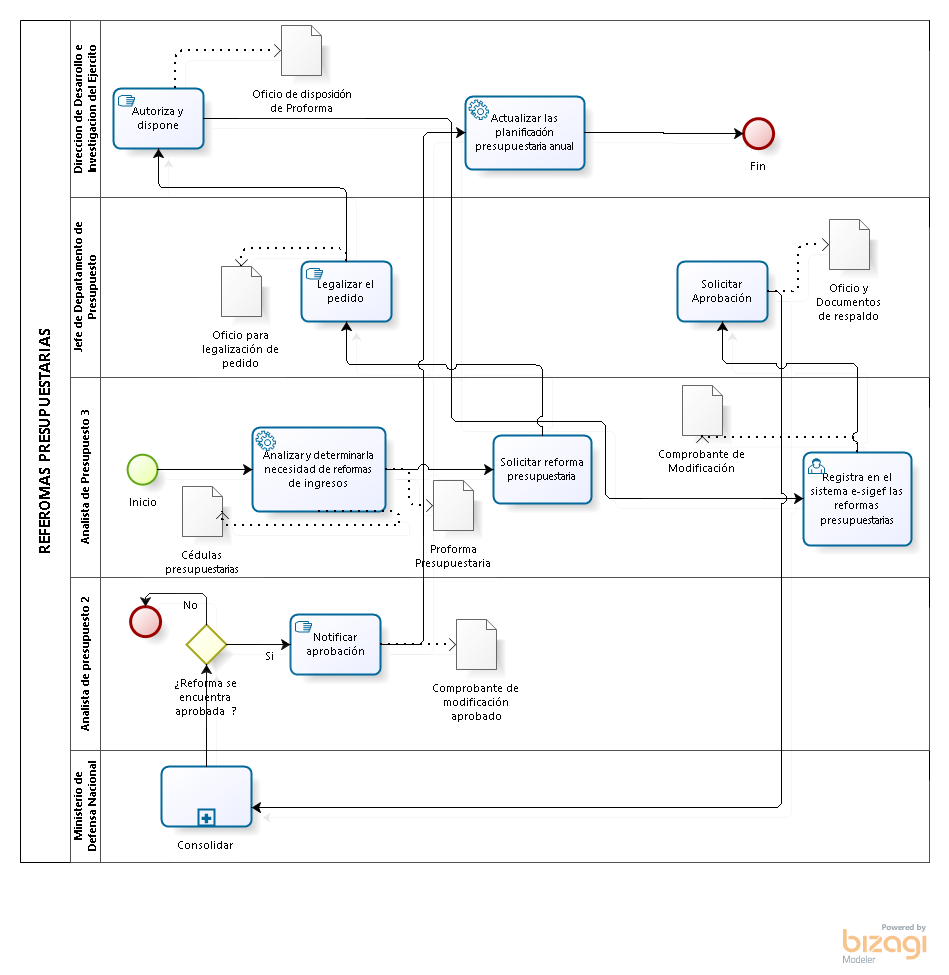 REFEROMAS PRESUPUESTARIAS
Direccion de Desarrollo e
Investigacion del Ejercito
Autoriza y
dispone
Oficio de disposición
de Proforma
Actualizar las
planificación
presupuestaria anual
Fin
Jefe de Departamento de
Presupuesto
Oficio para
legalización de
pedido
Legalizar el
pedido
Solicitar
Aprobación
Oficio y
Documentos
de respaldo
Analista de Presupuesto 3
Inicio
Analizar y determinarla
necesidad de reformas
de ingresos
Cédulas
presupuestarias
Proforma
Presupuestaria
Solicitar reforma
presupuestaria
Comprobante de
Modificación
Registra en el
sistema e-sigef las
reformas
presupuestarias
Analista de presupuesto 2
No
¿Reforma se
encuentra
aprobada ?
Si
Notificar
aprobación
Comprobante de
modificación
aprobado
Ministerio de
Defensa Nacional
Consolidar
Powered by
bizagi
Modeler